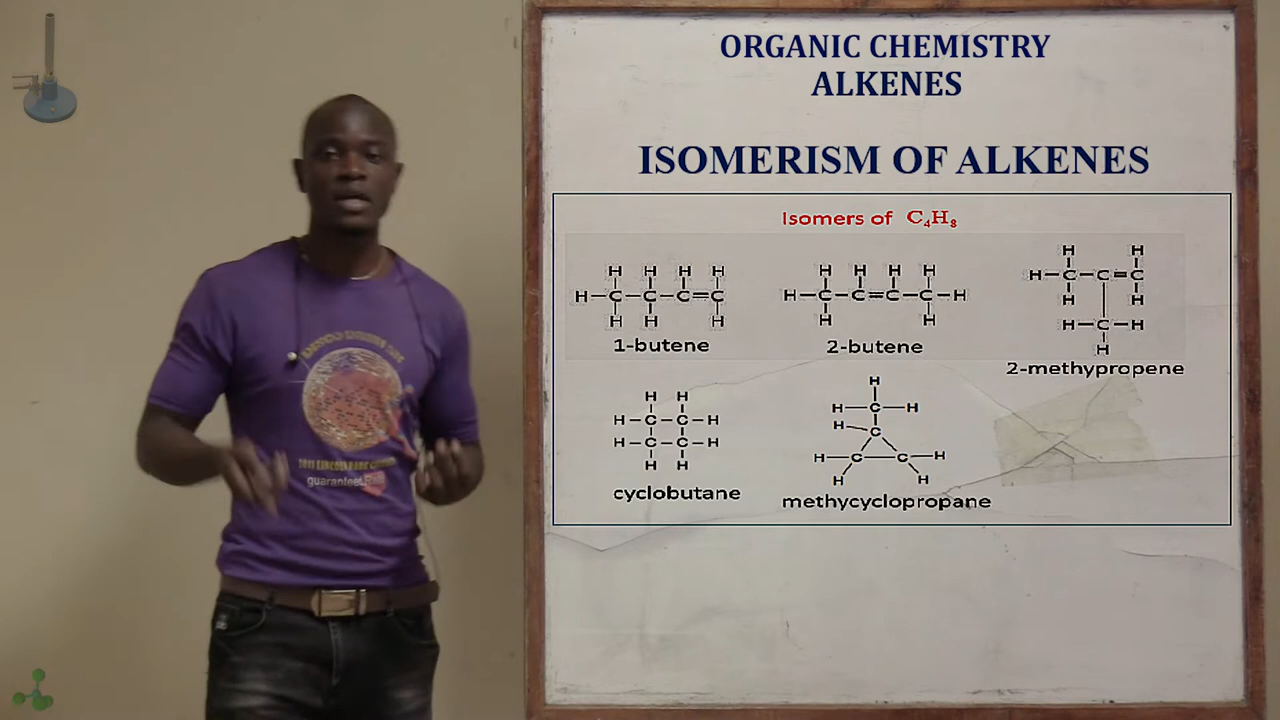 ORGANIC CHEMISTRY
ALKENES
ISOMERISM OF ALKENES
Isomers of C₄H₈
H H H H
H—C—C—C=C
H H H
1-butene
H H H H
H—C—C=C—C—H
H H
2-butene
H H
H—C—C=C
H H
H—C—H
H
2-methypropene
H H
H—C—C—H
H—C—C—H
H H
cyclobutane
H
H—C—H
H C
H—C C—H
H H
methycyclopropane
guarantee